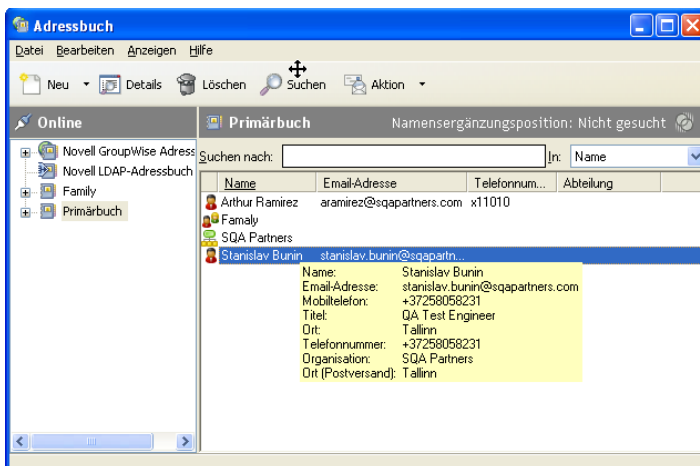 Adressbuch
Datei Bearbeiten Anzeigen Hilfe
Neu Details Löschen Suchen Aktion
Online
Primärbuch Namensergänzungsposition: Nicht gesucht
Novell GroupWise Adress
Novell LDAP-Adressbuch
Family
Primärbuch
Suchen nach: In: Name
Name Email-Adresse Telefonnum... Abteilung
Arthur Ramirez aramirez@sqapartners.com x11010
Famaly
SQA Partners
Stanislav Bunin stanislav.bunin@sqapartn...
Name: Stanislav Bunin
Email-Adresse: stanislav.bunin@sqapartners.com
Mobiltelefon: +37258058231
Titel: QA Test Engineer
Ort: Tallinn
Telefonnummer: +37258058231
Organisation: SQA Partners
Ort (Postversand): Tallinn